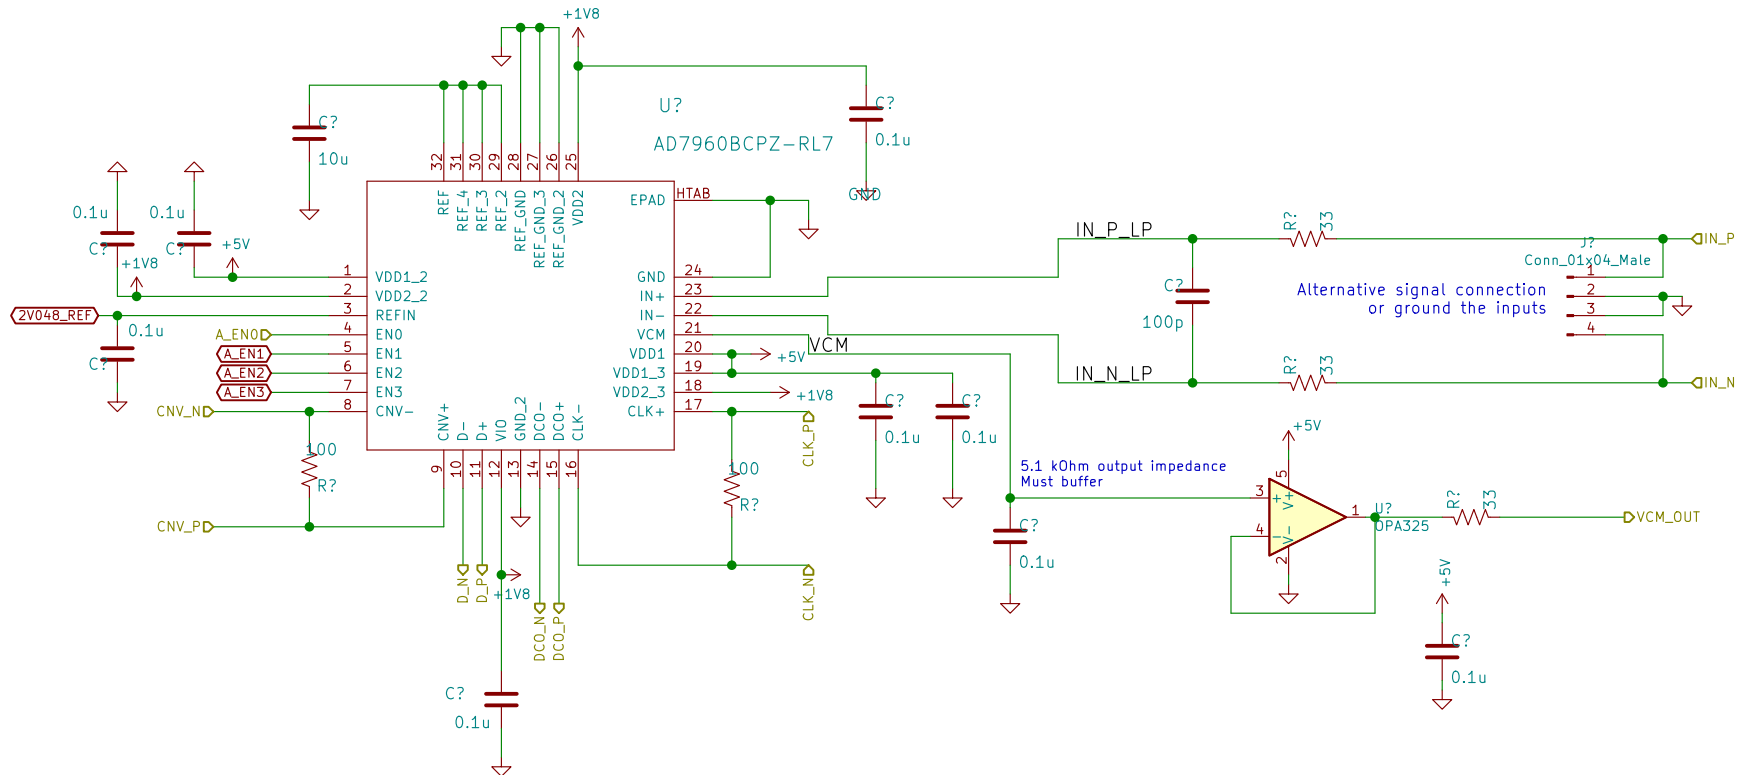 +1V8
C?
10u
U?
AD7960BCPZ-RL7
C?
0.1u
GND
32
31
30
29
28
27
26
25
REF
REF_4
REF_3
REF_2
REF_GND
REF_GND_3
REF_GND_2
VDD2
0.1u
C?
+1V8
0.1u
C?
+5V
2V048_REF
0.1u
C?
A_EN0
A_EN1
A_EN2
A_EN3
CNV_N
CNV_P
100
R?
1 VDD1_2
2 VDD2_2
3 REFIN
4 EN0
5 EN1
6 EN2
7 EN3
8 CNV-
EPAD HTAB
GND 24
IN+ 23
IN- 22
VCM 21
VDD1 20
VDD1_3 19
VDD2_3 18
CLK+ 17
CNV+
D-
D+
VIO
GND_2
DCO-
DCO+
CLK-
9
10
11
12
13
14
15
16
D_N
D_P
+1V8
DCO_N
DCO_P
C?
0.1u
VCM
+5V
+1V8
100
R?
CLK_P
CLK_N
C?
0.1u
C?
0.1u
IN_P_LP
IN_N_LP
C?
100p
R?
33
R?
33
IN_P
IN_N
J?
Conn_01x04_Male
1
2
3
4
Alternative signal connection
or ground the inputs
5.1 kOhm output impedance
Must buffer
C?
0.1u
+5V
3
4
5
2
1
+
-
V+
V-
U?
OPA325
R?
33
VCM_OUT
+5V
C?
0.1u